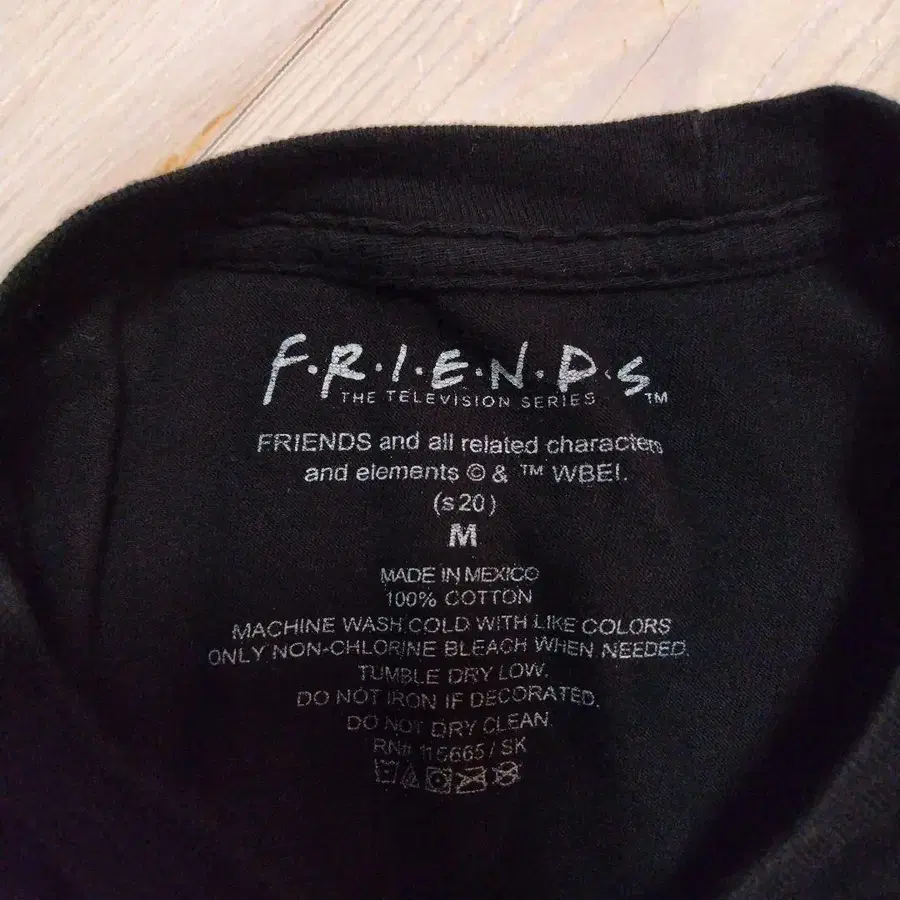 F·R·I·E·N·D·S
THE TELEVISION SERIES ™
FRIENDS and all related characters
and elements © & ™ WBEI.
(s20)
M
MADE IN MEXICO
100% COTTON
MACHINE WASH COLD WITH LIKE COLORS
ONLY NON-CHLORINE BLEACH WHEN NEEDED.
TUMBLE DRY LOW.
DO NOT IRON IF DECORATED.
DO NOT DRY CLEAN
RN# 115665 / SK